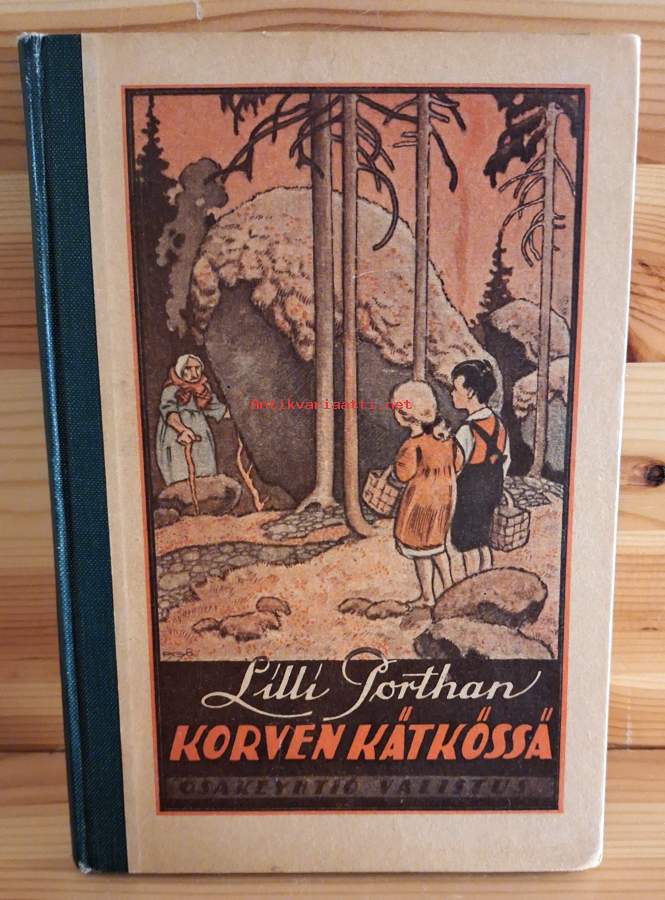 Antikvariaatti.net
Lilli Porthan
KORVEN KÄTKÖSSÄ
OSAKEYHTIÖ VALISTUS